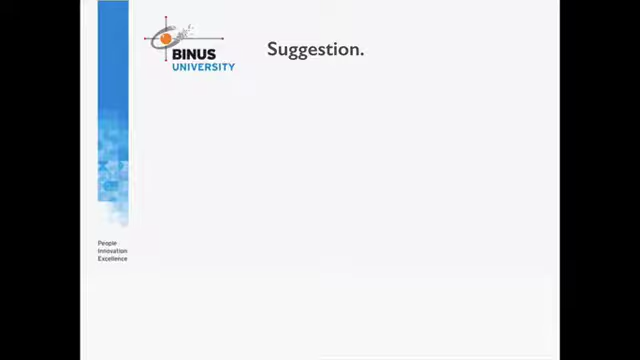 BINUS
UNIVERSITY
Suggestion.
People
Innovation
Excellence